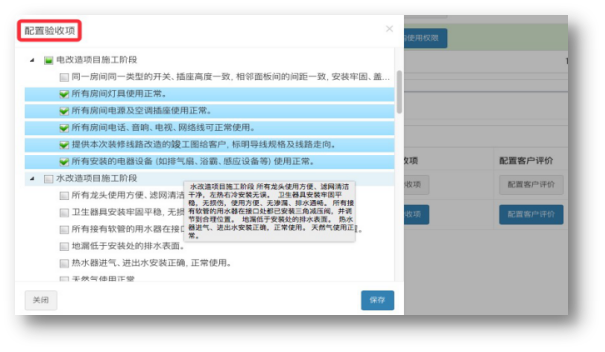 配置验收项
×
使用权限
电改造项目施工阶段
同一房间同一类型的开关、插座高度一致, 相邻面板间的间距一致, 安装牢固、盖...
所有房间灯具使用正常。
所有房间电源及空调插座使用正常。
所有房间电话、音响、电视、网络线可正常使用。
提供本次装修线路改造的竣工图给客户, 标明导线规格及线路走向。
所有安装的电器设备 (如排气扇、浴霸、感应设备等) 使用正常。
收项 配置客户评价
水改造项目施工阶段
水改造项目施工阶段 所有龙头使用方便、滤网清洁
干净, 左热右冷安装无误。 卫生器具安装牢固平
稳, 无损伤, 使用方便、无渗漏、排水通畅。 所有接
有软管的用水器在接口处都已安装三角减压阀, 并调
节到合理位置。 地漏低于安装处的排水表面。 热水
器进气、进出水安装正确, 正常使用。 天然气使用正
常。
所有龙头使用方便、滤网清洁
收项 配置客户评价
卫生器具安装牢固平稳, 无损
所有接有软管的用水器在接口
收项 配置客户评价
地漏低于安装处的排水表面。
热水器进气、进出水安装正确, 正常使用。
天然气使用正常
关闭 保存